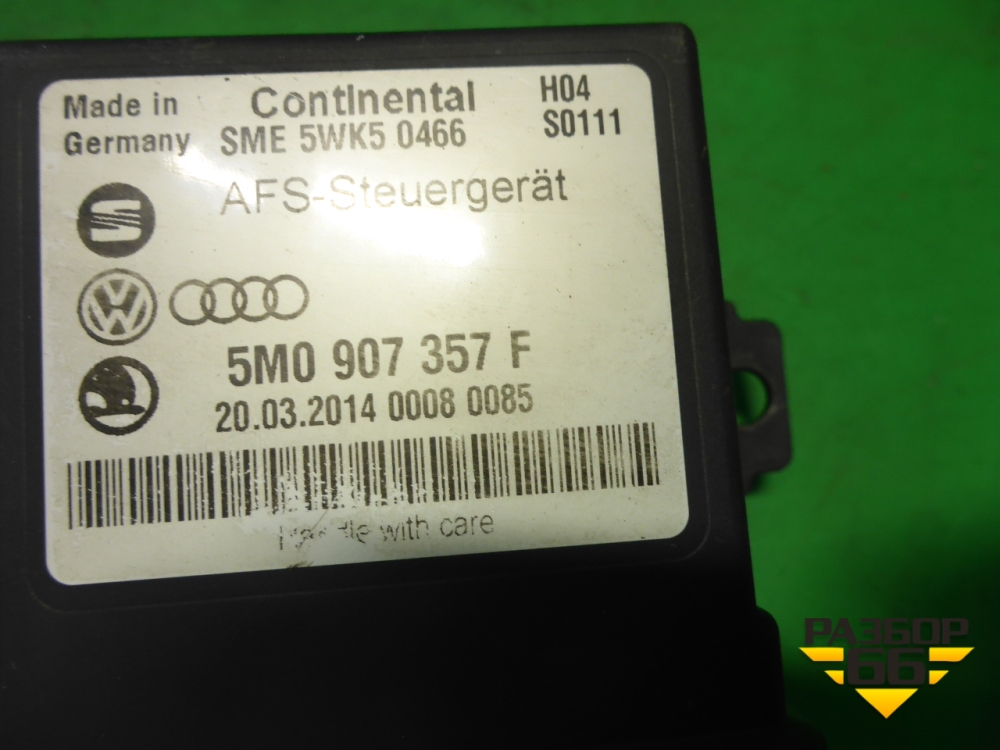 Made in
Germany
Continental
SME 5WK5 0466
H04
S0111
AFS-Steuergerät
5M0 907 357 F
20.03.2014 0008 0085
Handle with care
РАЗБОР
66